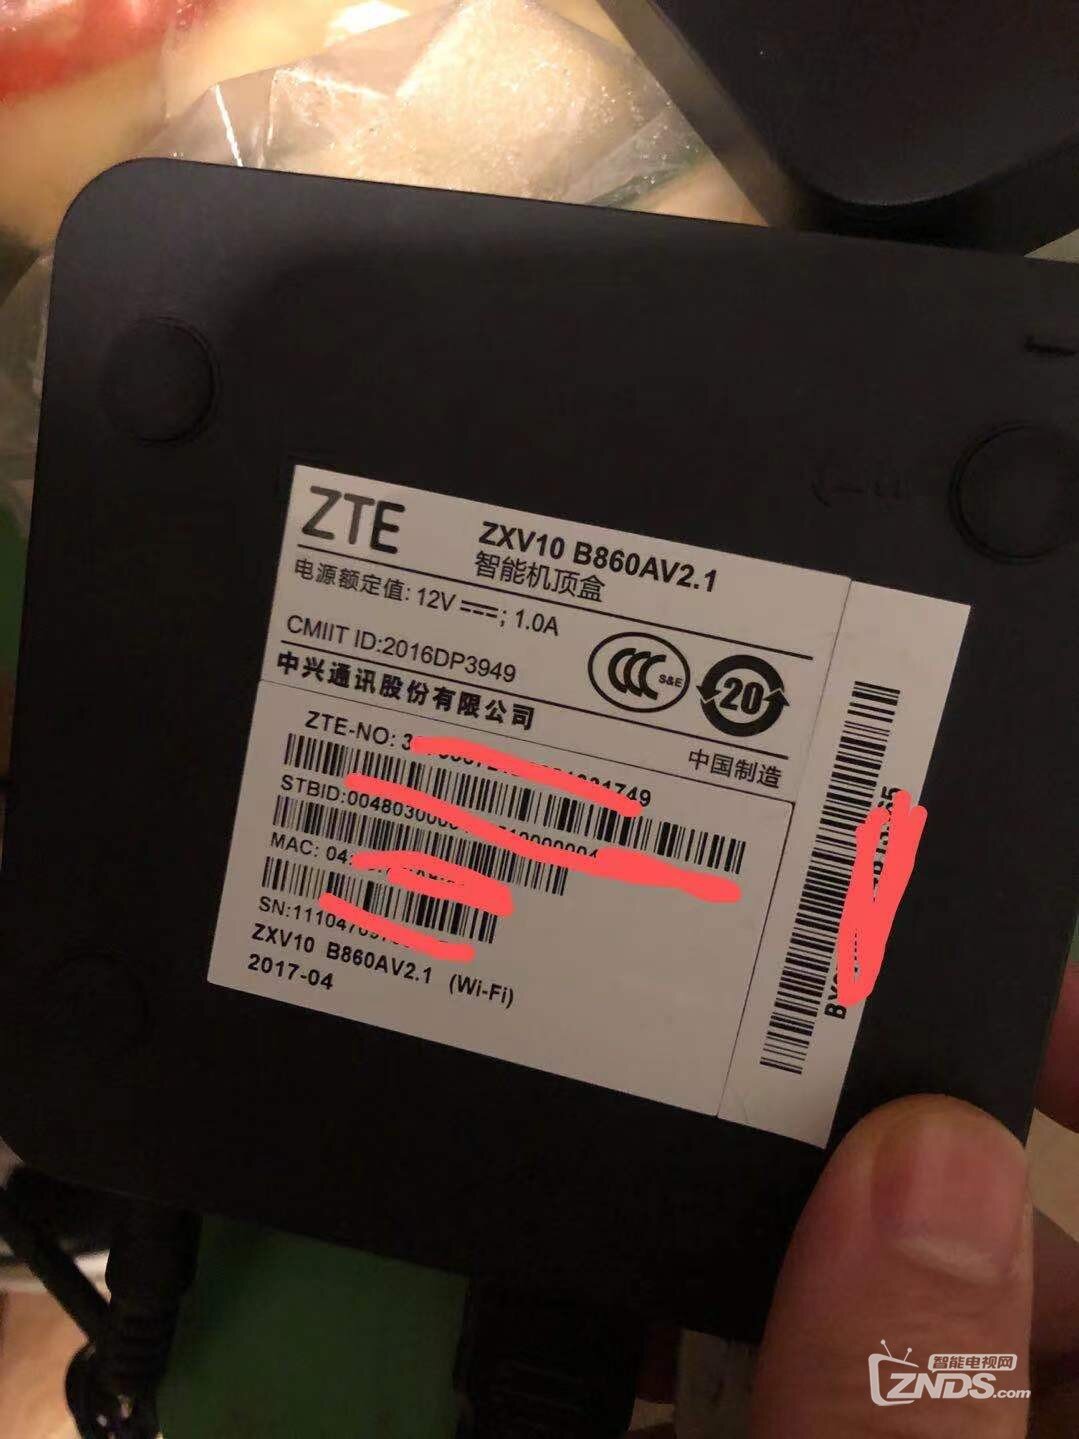 ZTE
ZXV10 B860AV2.1
智能机顶盒
电源额定值: 12V ; 1.0A
CMIIT ID:2016DP3949
S&E
20
中兴通讯股份有限公司
中国制造
ZTE-NO:
STBID:
MAC: 04:
SN:
ZXV10 B860AV2.1 (Wi-Fi)
2017-04
智能电视网
ZNDS.com